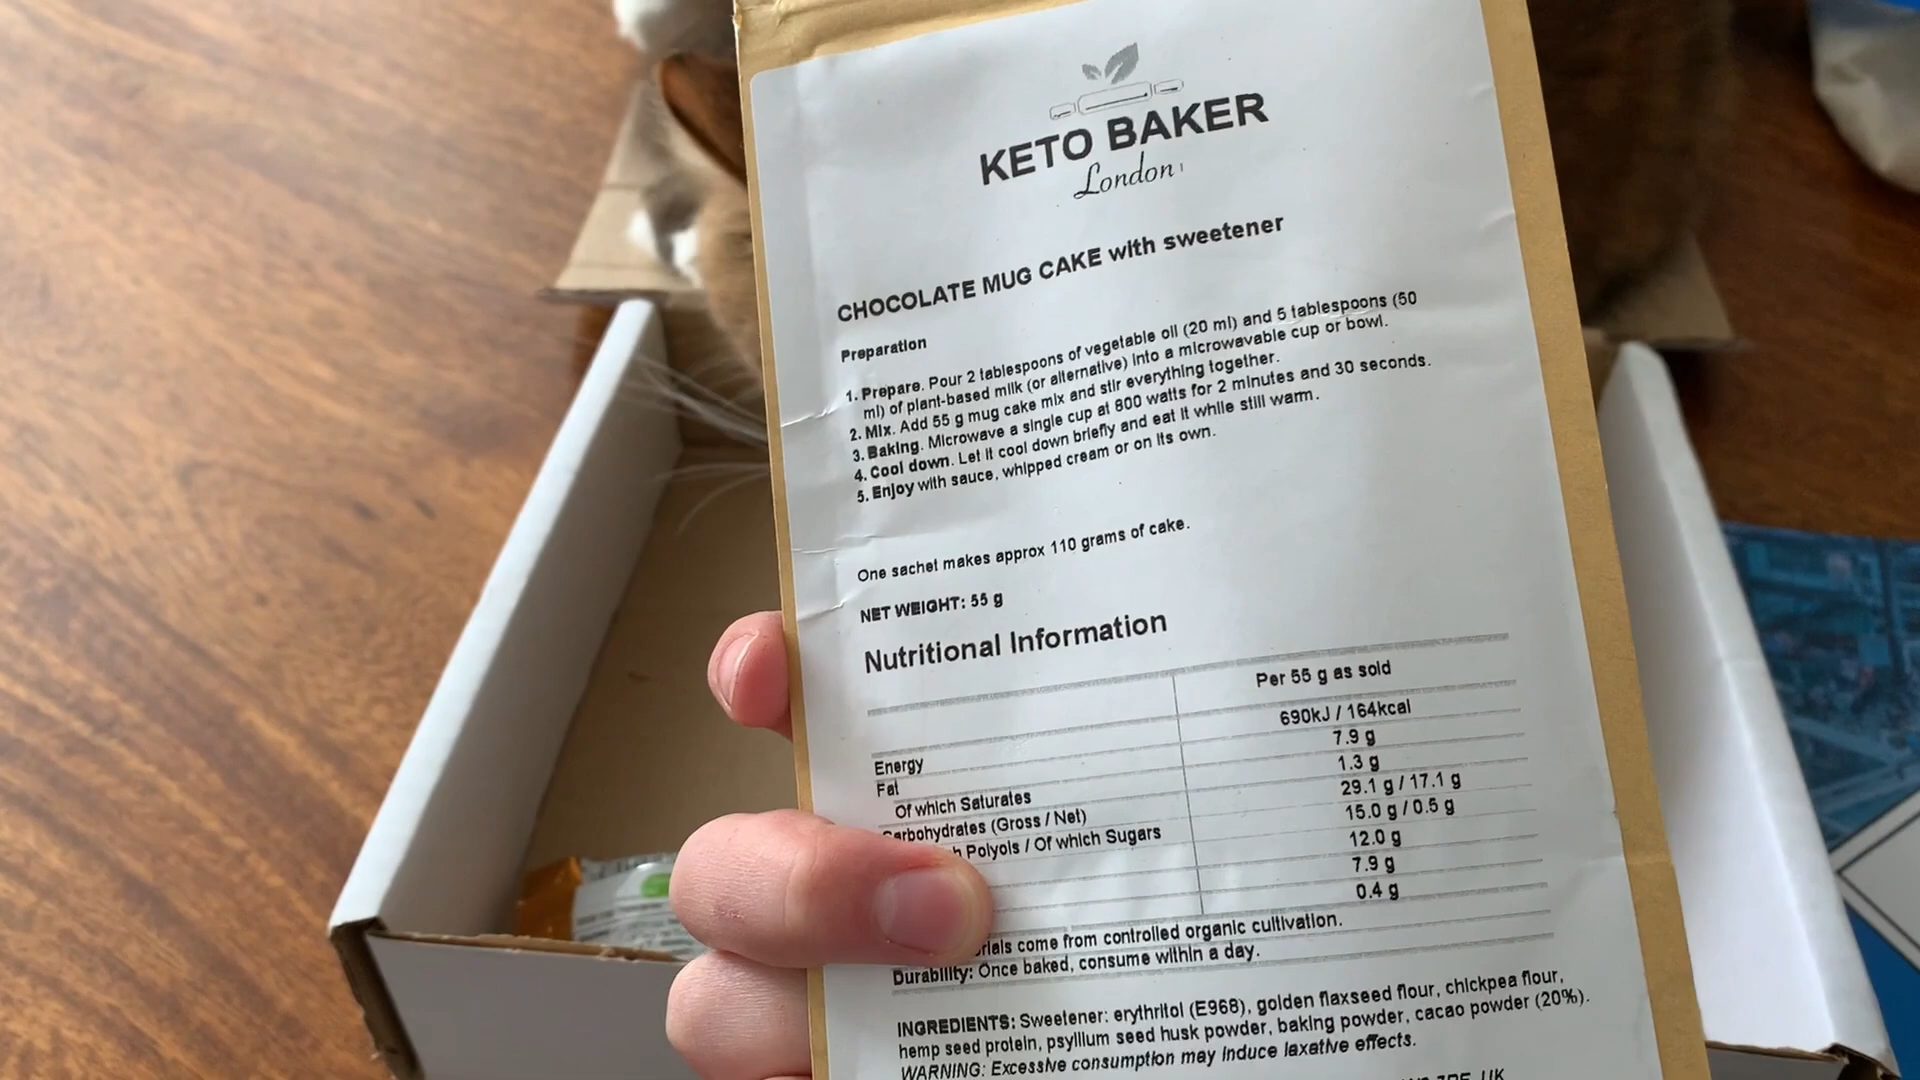 KETO BAKER
London
CHOCOLATE MUG CAKE with sweetener
Preparation
1. Prepare. Pour 2 tablespoons of vegetable oil (20 ml) and 5 tablespoons (50
ml) of plant-based milk (or alternative) into a microwavable cup or bowl.
2. Mix. Add 55 g mug cake mix and stir everything together.
3. Baking. Microwave a single cup at 800 watts for 2 minutes and 30 seconds.
4. Cool down. Let it cool down briefly and eat it while still warm.
5. Enjoy with sauce, whipped cream or on its own.
One sachet makes approx 110 grams of cake.
NET WEIGHT: 55 g
Nutritional Information
Per 55 g as sold
Energy 690kJ / 164kcal
Fat 7.9 g
Of which Saturates 1.3 g
Carbohydrates (Gross / Net) 29.1 g / 17.1 g
Polyols / Of which Sugars 15.0 g / 0.5 g
12.0 g
7.9 g
0.4 g
come from controlled organic cultivation.
Durability: Once baked, consume within a day.
INGREDIENTS: Sweetener: erythritol (E968), golden flaxseed flour, chickpea flour,
hemp seed protein, psyllium seed husk powder, baking powder, cacao powder (20%).
WARNING: Excessive consumption may induce laxative effects.
UK